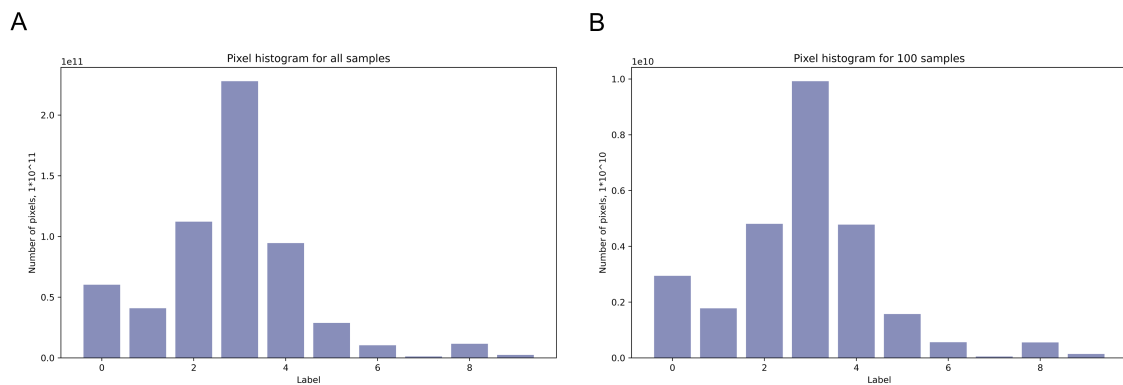 A
B
Pixel histogram for all samples
1e11
Number of pixels, 1*10^11
2.0
1.5
1.0
0.5
0.0
0 2 4 6 8
Label
Pixel histogram for 100 samples
1e10
Number of pixels, 1*10^10
1.0
0.8
0.6
0.4
0.2
0.0
0 2 4 6 8
Label